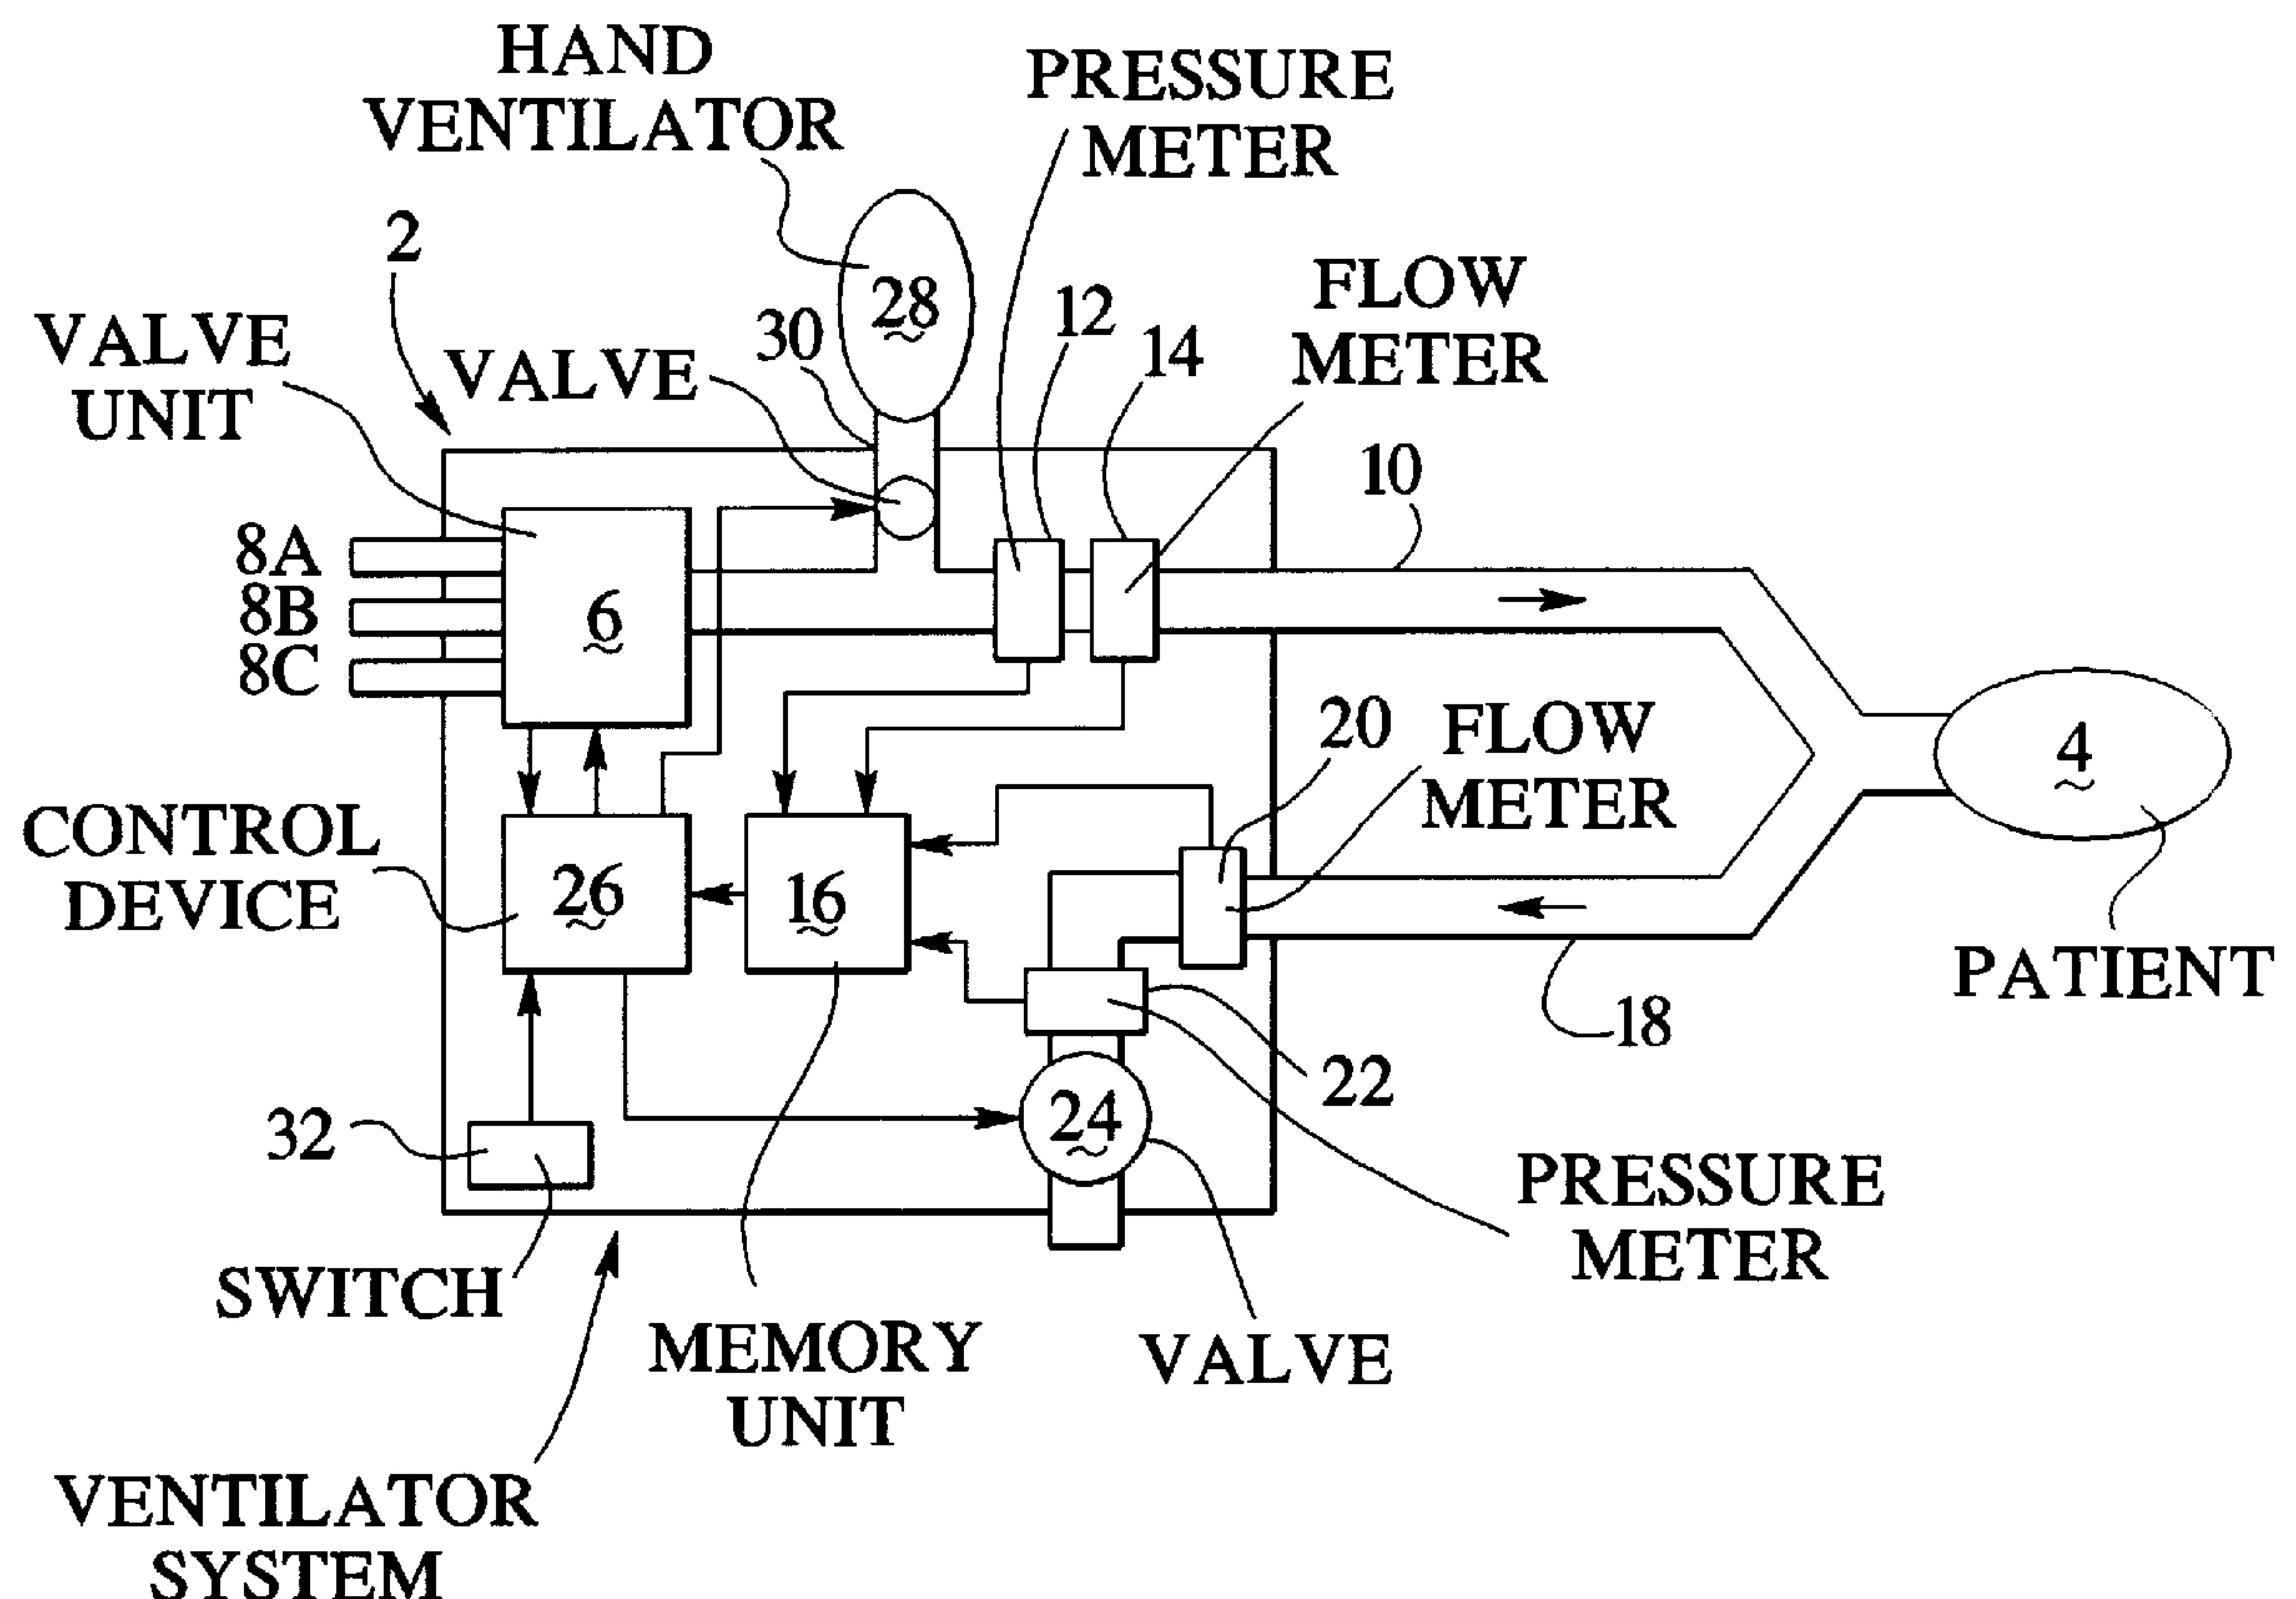 HAND
VENTILATOR
PRESSURE
METER
2
28
FLOW
METER
VALVE
UNIT
VALVE
30
12
14
10
8A
8B
8C
6
20
FLOW
METER
4
CONTROL
DEVICE
26
16
PATIENT
18
22
32
24
PRESSURE
METER
SWITCH
MEMORY
UNIT
VALVE
VENTILATOR
SYSTEM